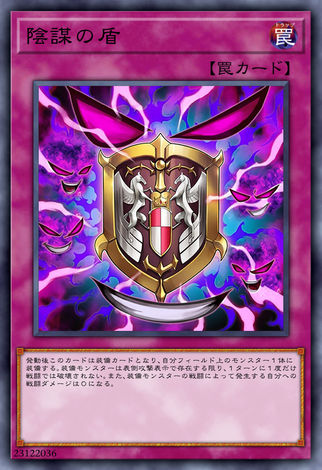 陰謀の盾
トラップ
罠
【罠カード】
発動後このカードは装備カードとなり、自分フィールド上のモンスター1体に
装備する。装備モンスターは表側攻撃表示で存在する限り、1ターンに1度だけ
戦闘では破壊されない。また、装備モンスターの戦闘によって発生する自分への
戦闘ダメージは0になる。
23122036